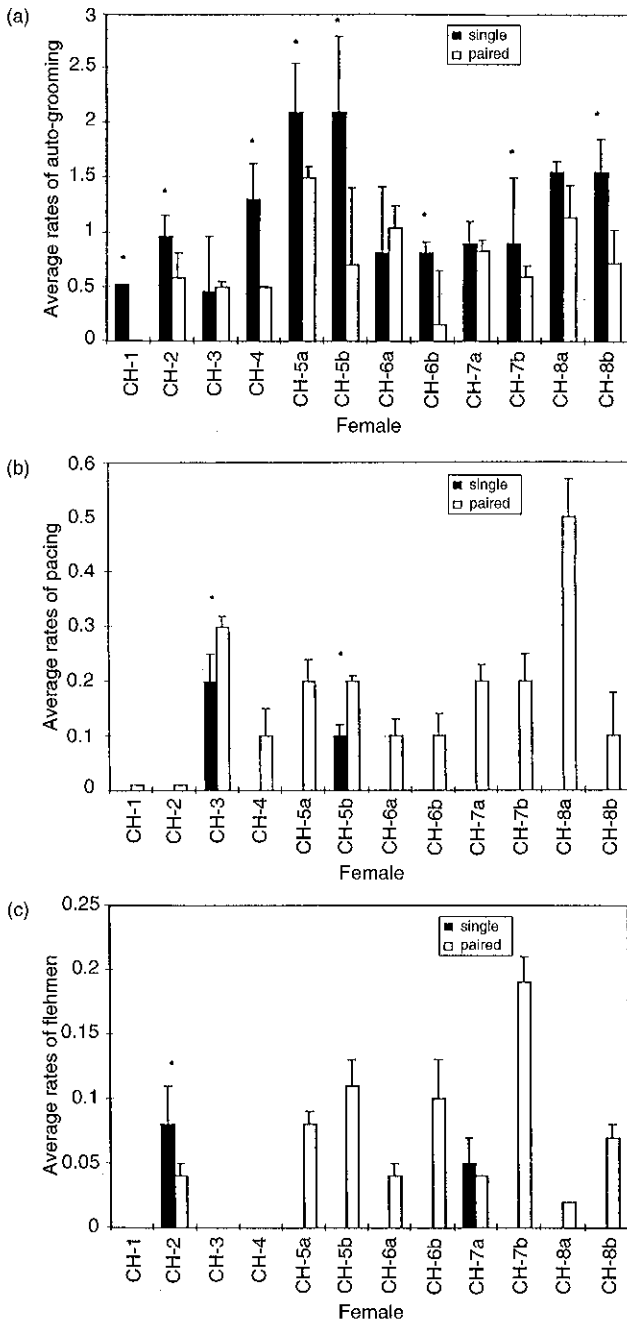 (a)
3
2.5
2
1.5
1
0.5
0
Average rates of auto-grooming
single
paired
* * * * * * * *
CH-1 CH-2 CH-3 CH-4 CH-5a CH-5b CH-6a CH-6b CH-7a CH-7b CH-8a CH-8b
Female
(b)
0.6
0.5
0.4
0.3
0.2
0.1
0
Average rates of pacing
single
paired
* *
CH-1 CH-2 CH-3 CH-4 CH-5a CH-5b CH-6a CH-6b CH-7a CH-7b CH-8a CH-8b
Female
(c)
0.25
0.2
0.15
0.1
0.05
0
Average rates of flehmen
single
paired
*
CH-1 CH-2 CH-3 CH-4 CH-5a CH-5b CH-6a CH-6b CH-7a CH-7b CH-8a CH-8b
Female